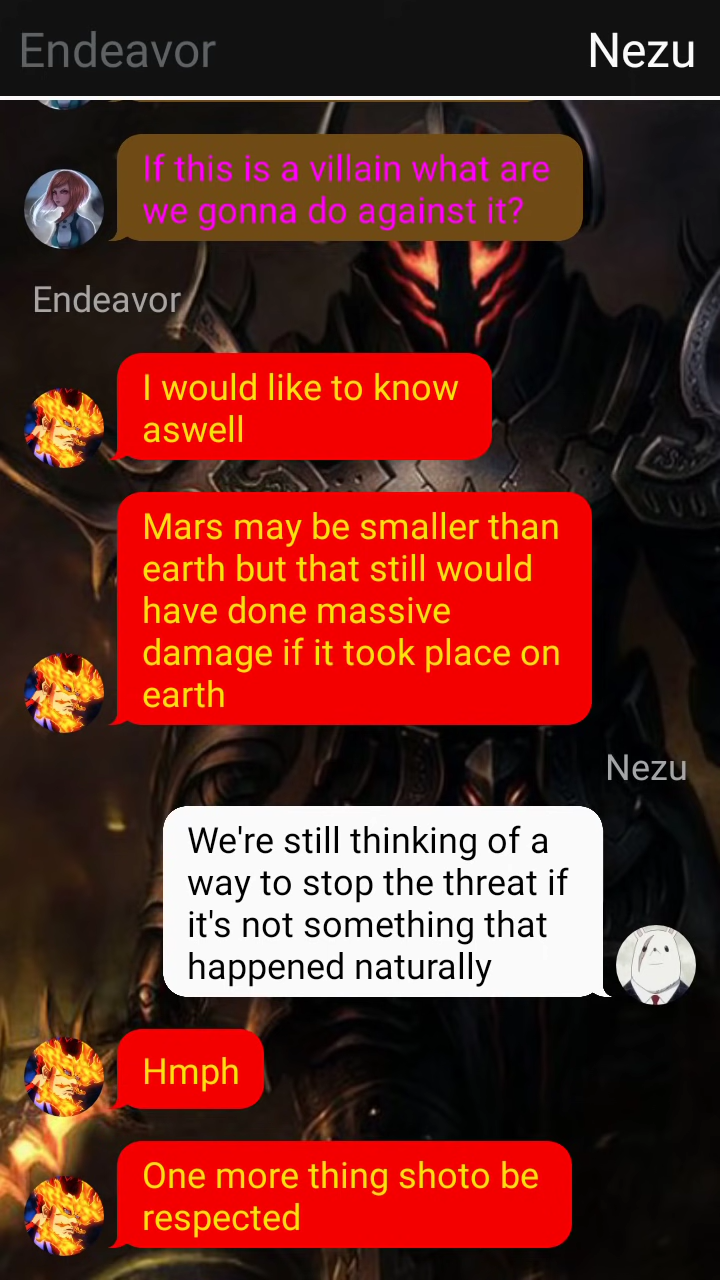 Endeavor
Nezu
If this is a villain what are
we gonna do against it?
Endeavor
I would like to know
aswell
Mars may be smaller than
earth but that still would
have done massive
damage if it took place on
earth
Nezu
We're still thinking of a
way to stop the threat if
it's not something that
happened naturally
Hmph
One more thing shoto be
respected